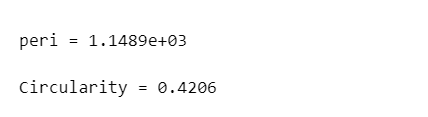 peri = 1.1489e+03
Circularity = 0.4206